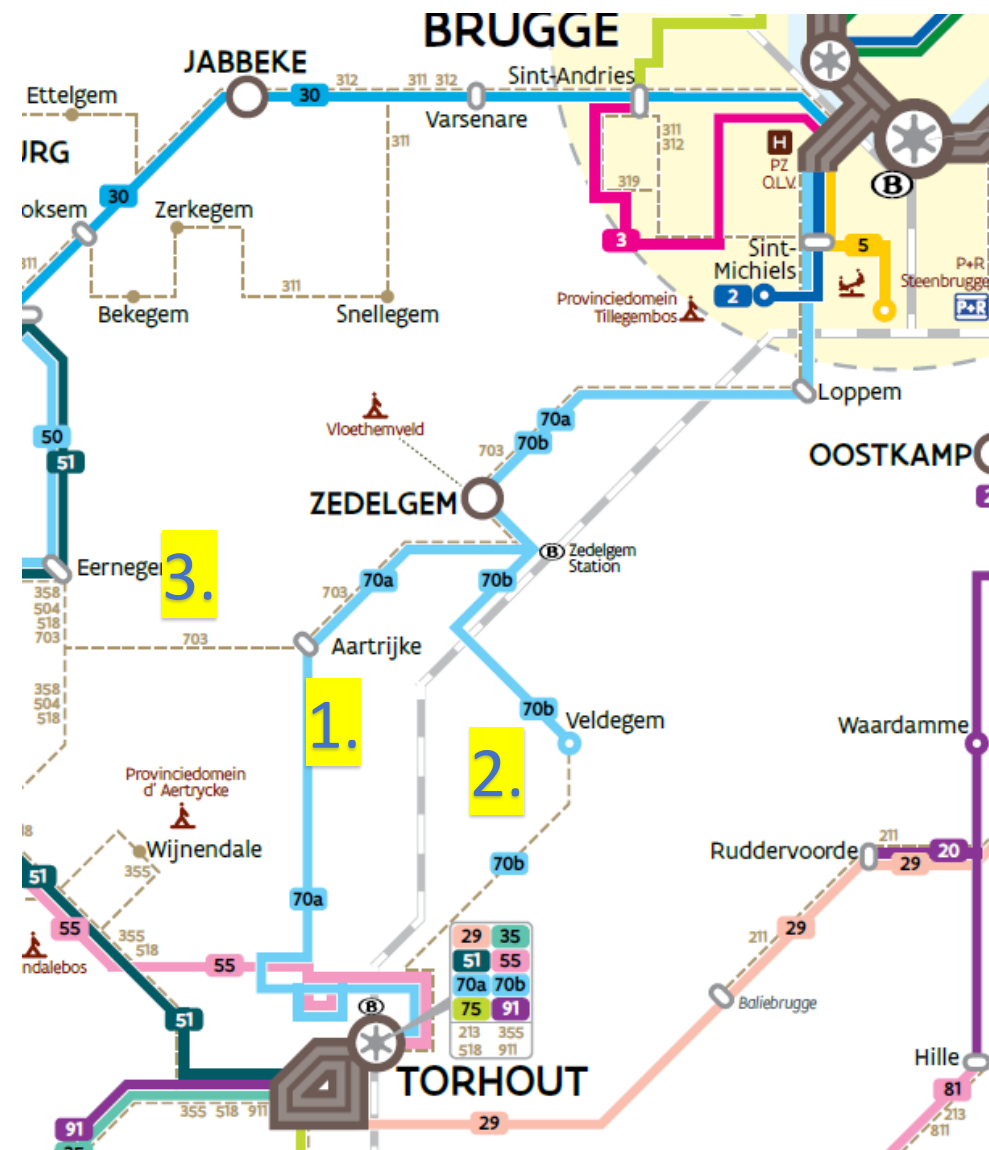 BRUGGE
JABBEKE
312
311 312
Sint-Andries
30
Ettelgem
Varsenare
311
311
312
H
PZ
O.L.V.
B
319
30
Zerkegem
3
Sint-
Michiels
5
P+R
Steenbrugge
P+R
311
311
Bekegem
Snellegem
Provinciedomein
Tillegembos
2
Loppem
70a
Vloethemveld
70b
703
50
51
OOSTKAMP
ZEDELGEM
B
Zedelgem
Station
3.
70a
70b
358
504
518
703
703
703
Aartrijke
358
504
518
1.
70b
Veldegem
Waardamme
2.
Provinciedomein
d' Aertrycke
Wijnendale
355
70b
211
Ruddervoorde
20
29
51
70a
55
355
518
29 35
51 55
70a 70b
75 91
213 355
518 911
211
29
55
Baliebrugge
51
B
Hille
TORHOUT
81
213
811
355 518 911
29
91